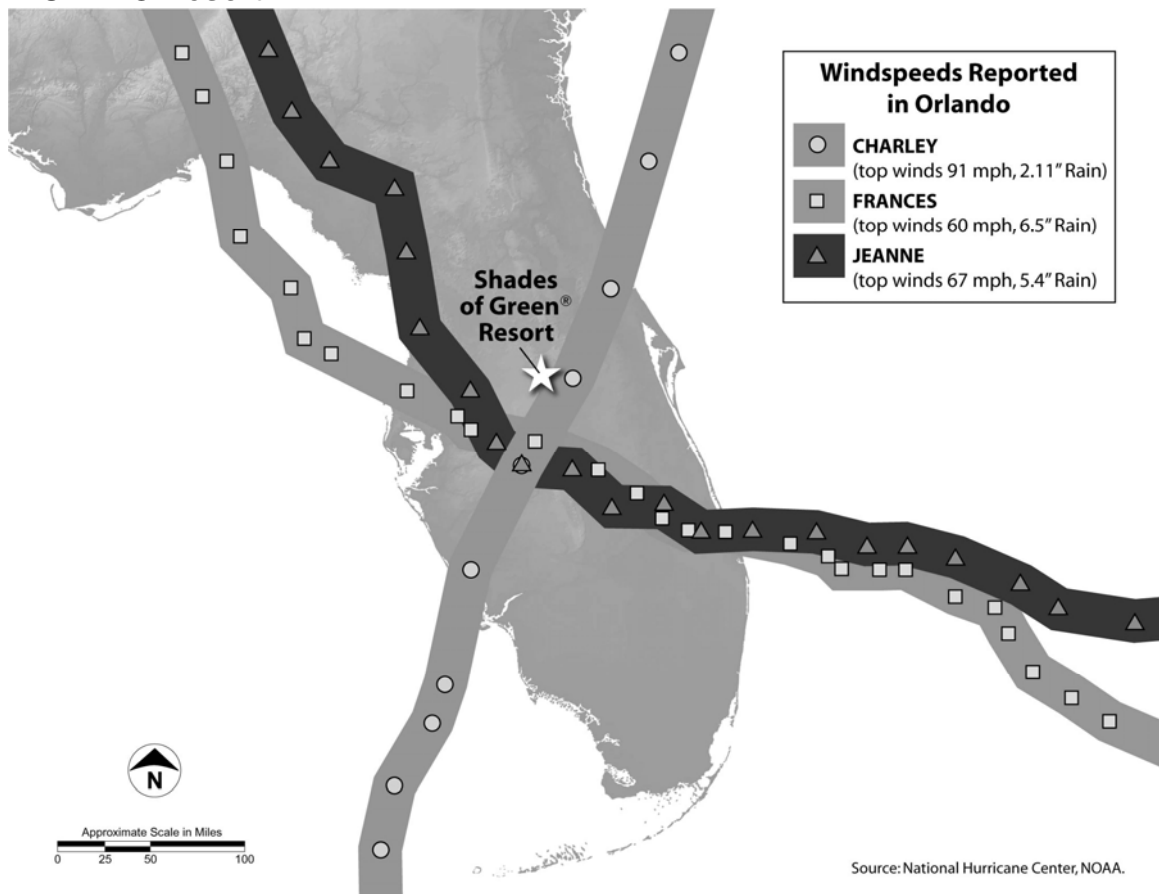 Windspeeds Reported
in Orlando
CHARLEY
(top winds 91 mph, 2.11" Rain)
FRANCES
(top winds 60 mph, 6.5" Rain)
JEANNE
(top winds 67 mph, 5.4" Rain)
Shades
of Green®
Resort
N
Approximate Scale in Miles
0 25 50 100
Source: National Hurricane Center, NOAA.